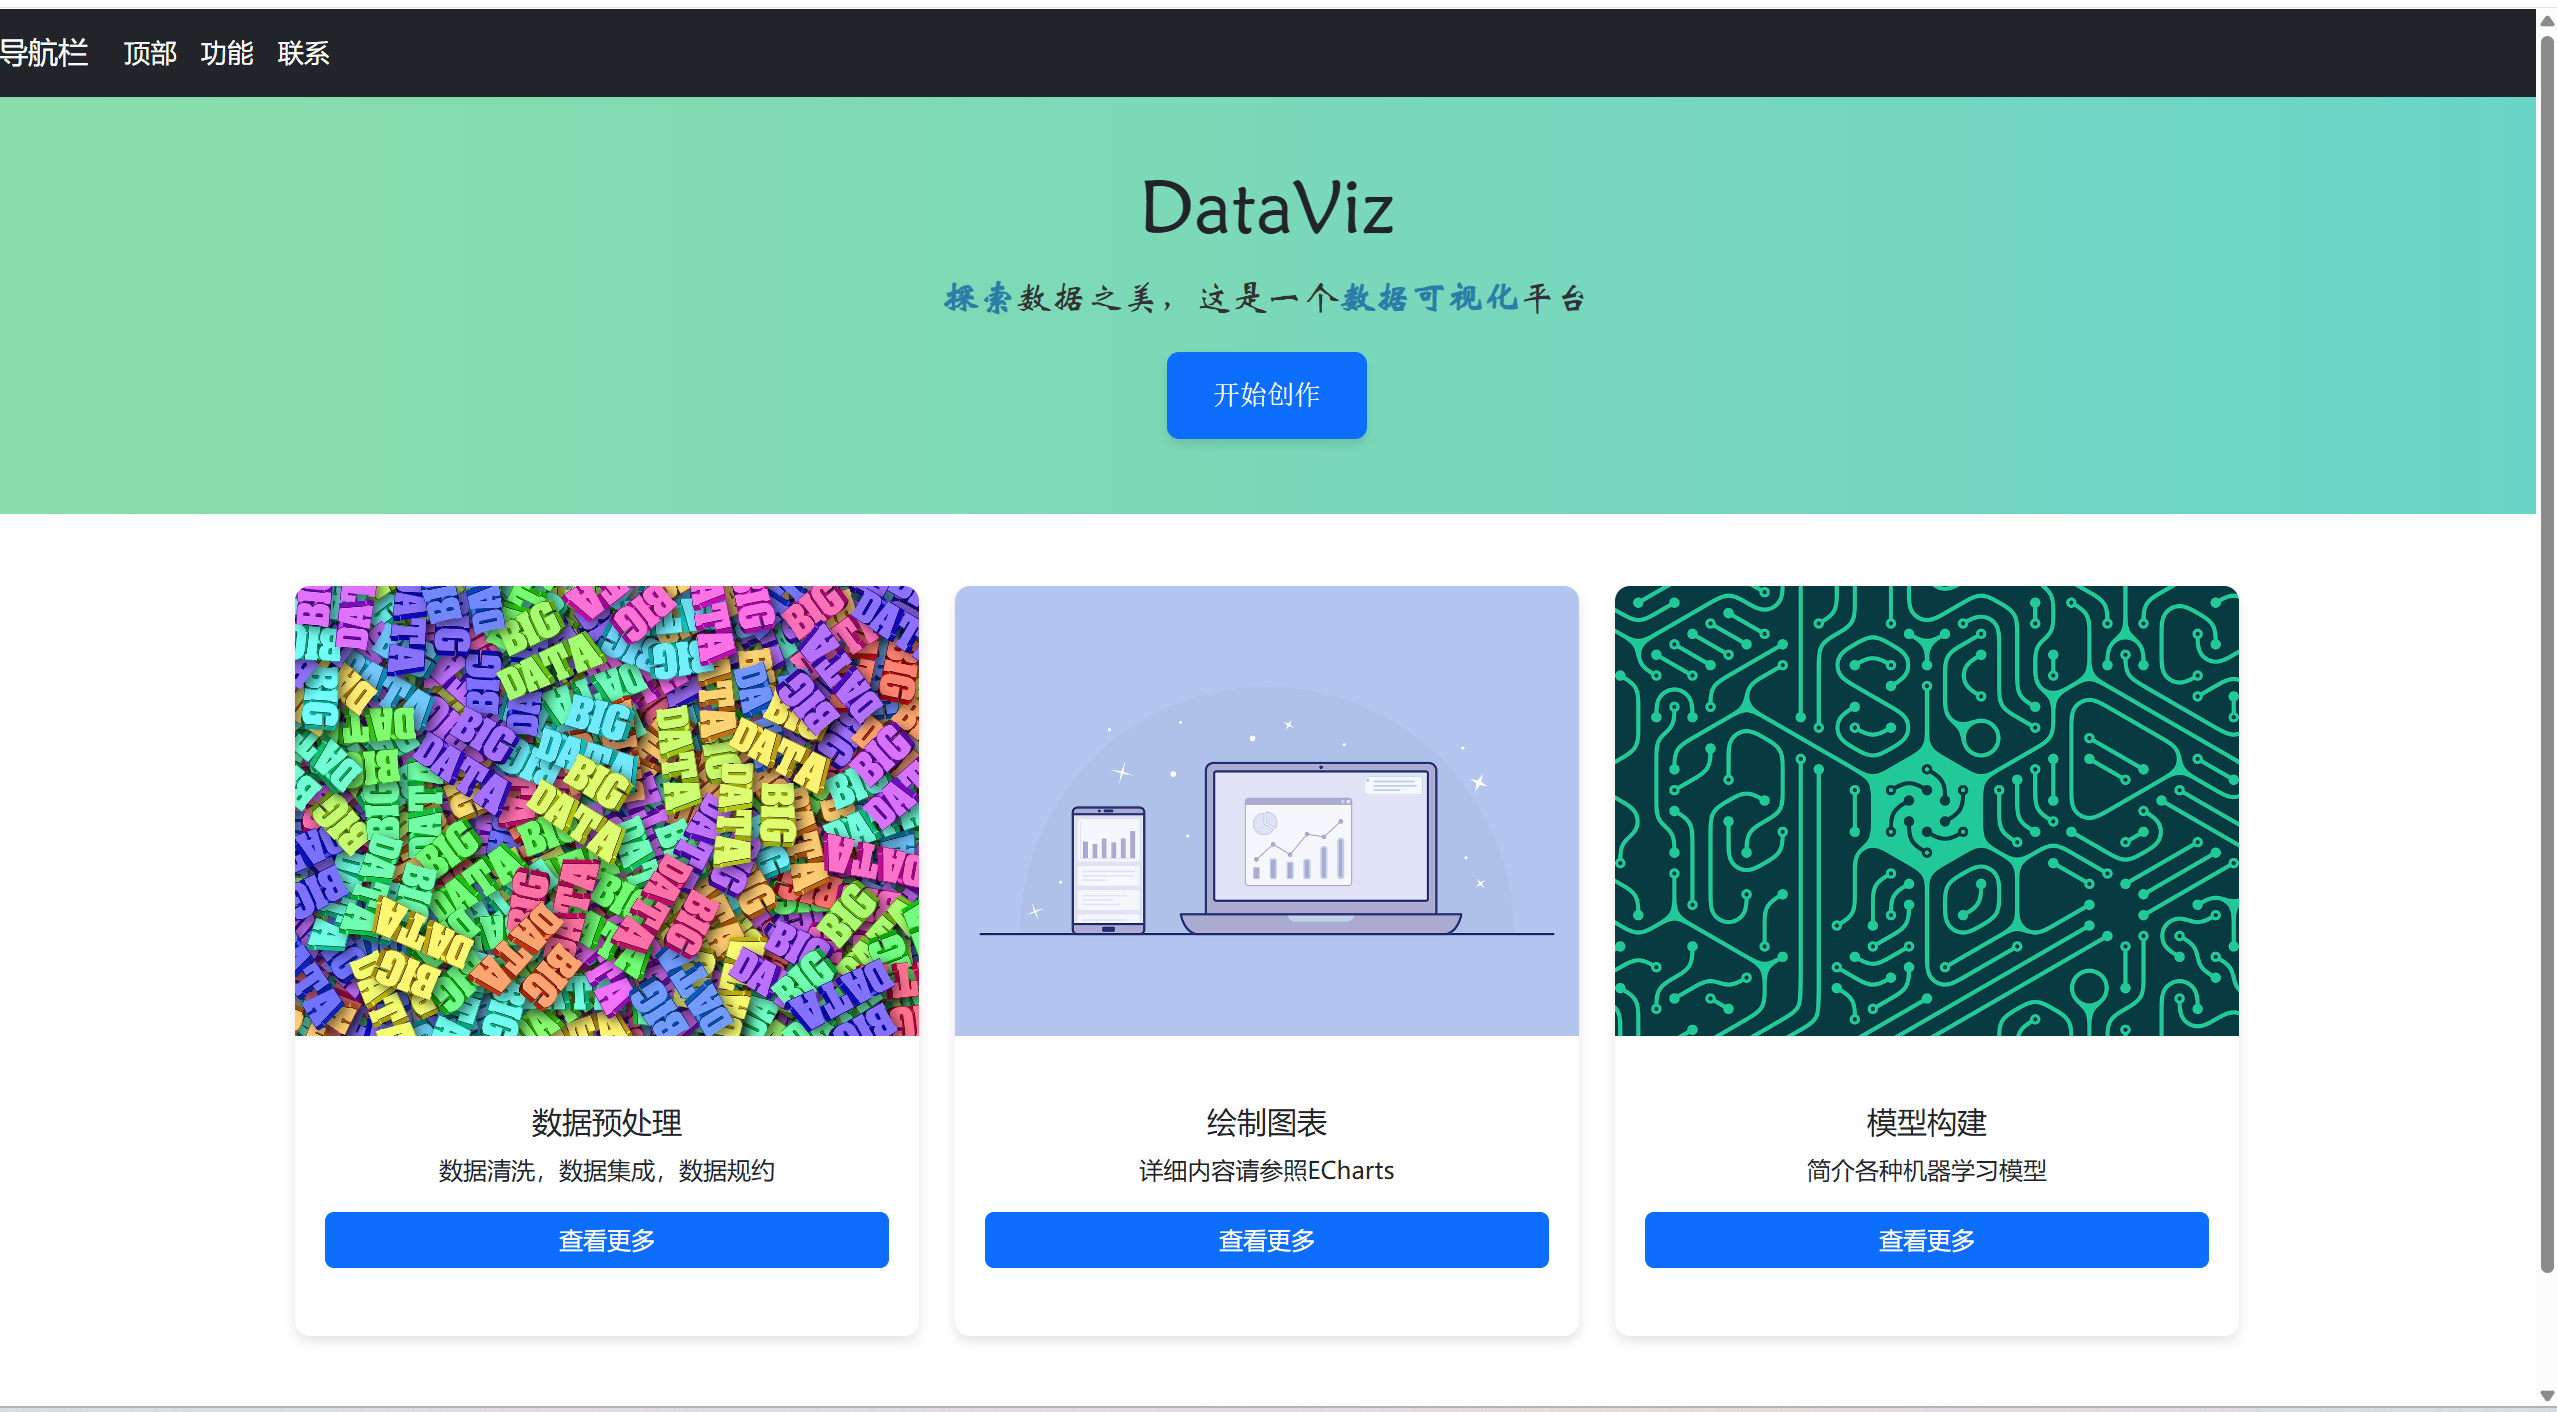 导航栏 顶部 功能 联系
DataViz
探索数据之美，这是一个数据可视化平台
开始创作
BIG DATA
数据预处理
数据清洗，数据集成，数据规约
查看更多
绘制图表
详细内容请参照ECharts
查看更多
模型构建
简介各种机器学习模型
查看更多